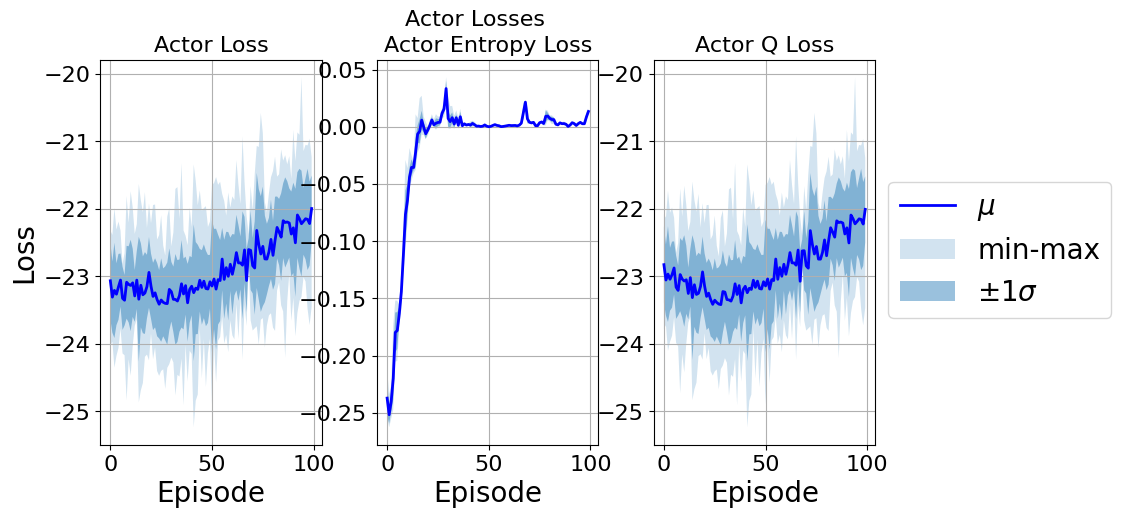 Actor Losses
Actor Loss
Actor Entropy Loss
Actor Q Loss
Loss
−20
−21
−22
−23
−24
−25
0
50
100
Episode
0.05
0.00
−0.05
−0.10
−0.15
−0.20
−0.25
0
50
100
Episode
−20
−21
−22
−23
−24
−25
0
50
100
Episode
μ
min-max
±1σ